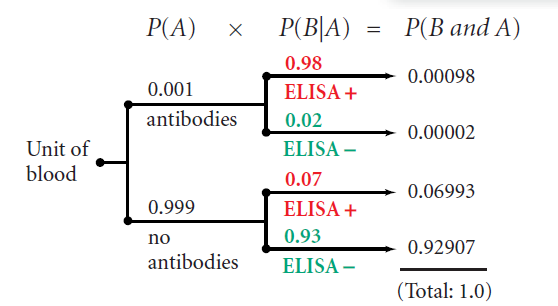 P(A) × P(B|A) = P(B and A)
0.98
0.00098
0.001
ELISA +
antibodies
0.02
0.00002
ELISA −
Unit of
blood
0.07
0.06993
0.999
ELISA +
no
antibodies
0.93
0.92907
ELISA −
(Total: 1.0)